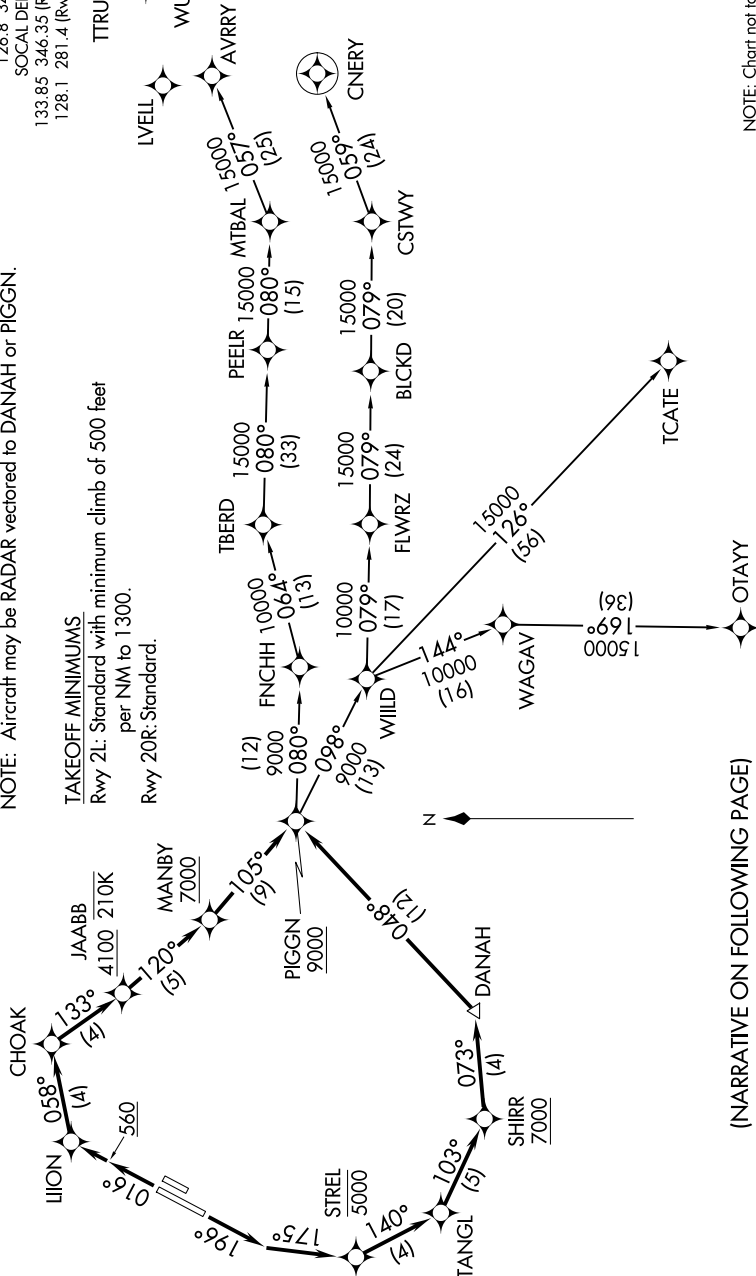 NOTE: Aircraft may be RADAR vectored to DANAH or PIGGN.
TAKEOFF MINIMUMS
Rwy 2L: Standard with minimum climb of 500 feet
per NM to 1300.
Rwy 20R: Standard.
SOCAL DE
133.85 346.35
128.1 281.4
TTRU
WU
LVELL
AVRRY
CNERY
15000
057°
(25)
15000
059°
(24)
MTBAL
CSTWY
15000
080°
(15)
15000
079°
(20)
PEELR
BLCKD
15000
080°
(33)
15000
079°
(24)
TBERD
FLWRZ
10000
064°
(13)
10000
079°
(17)
FNCHH
WIILD
(12)
9000
080°
098°
9000
(13)
15000
126°
(56)
TCATE
144°
10000
(19)
WAGAV
15000
169°
(36)
OTAYY
CHOAK
JAABB
4100 210K
MANBY
7000
PIGGN
9000
133°
(4)
120°
(5)
105°
(9)
058°
(4)
LIION
560
016°
196°
175°
STREL
5000
140°
(4)
TANGL
103°
(5)
SHIRR
7000
073°
(4)
DANAH
048°
(12)
N
(NARRATIVE ON FOLLOWING PAGE)
NOTE: Chart not to